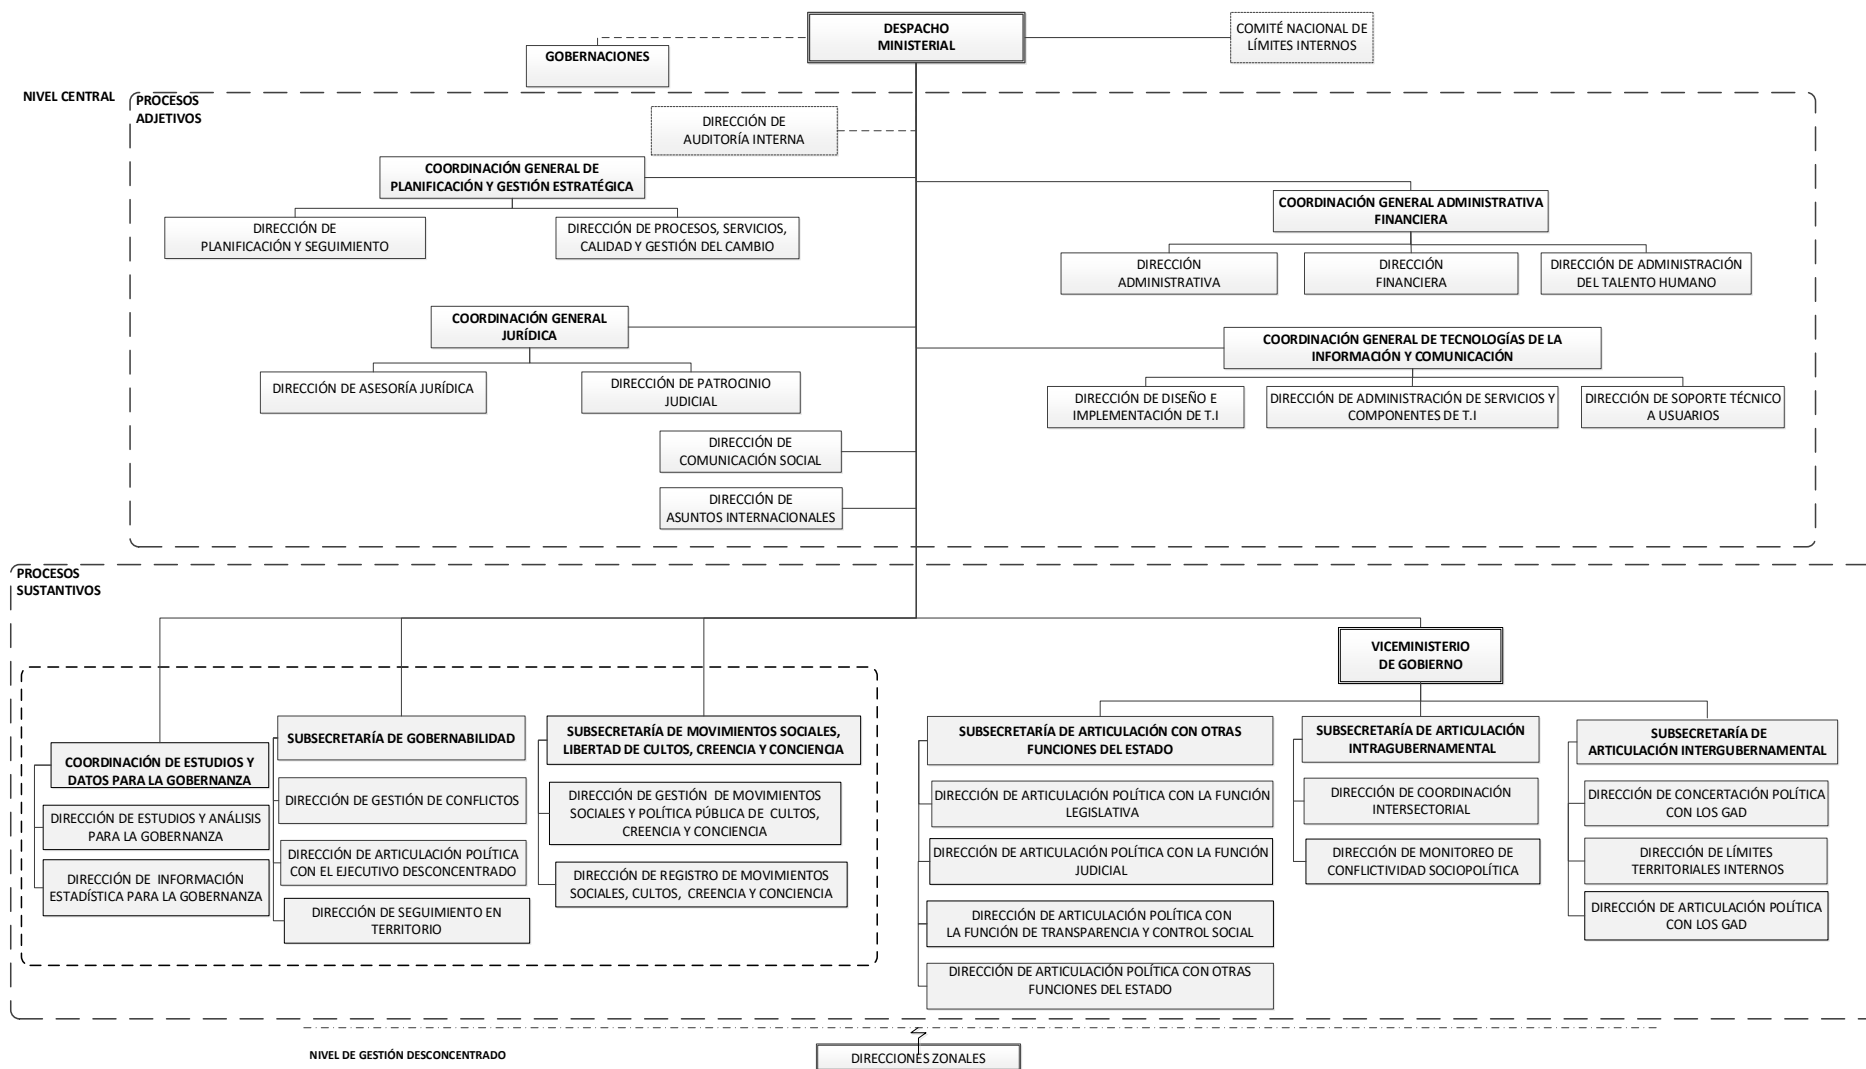 DESPACHO
MINISTERIAL
COMITÉ NACIONAL DE
LÍMITES INTERNOS
GOBERNACIONES
NIVEL CENTRAL
PROCESOS
ADJETIVOS
DIRECCIÓN DE
AUDITORÍA INTERNA
COORDINACIÓN GENERAL DE
PLANIFICACIÓN Y GESTIÓN ESTRATÉGICA
DIRECCIÓN DE
PLANIFICACIÓN Y SEGUIMIENTO
DIRECCIÓN DE PROCESOS, SERVICIOS,
CALIDAD Y GESTIÓN DEL CAMBIO
COORDINACIÓN GENERAL ADMINISTRATIVA
FINANCIERA
DIRECCIÓN
ADMINISTRATIVA
DIRECCIÓN
FINANCIERA
DIRECCIÓN DE ADMINISTRACIÓN
DEL TALENTO HUMANO
COORDINACIÓN GENERAL
JURÍDICA
DIRECCIÓN DE ASESORÍA JURÍDICA
DIRECCIÓN DE PATROCINIO
JUDICIAL
COORDINACIÓN GENERAL DE TECNOLOGÍAS DE LA
INFORMACIÓN Y COMUNICACIÓN
DIRECCIÓN DE DISEÑO E
IMPLEMENTACIÓN DE T.I
DIRECCIÓN DE ADMINISTRACIÓN DE SERVICIOS Y
COMPONENTES DE T.I
DIRECCIÓN DE SOPORTE TÉCNICO
A USUARIOS
DIRECCIÓN DE
COMUNICACIÓN SOCIAL
DIRECCIÓN DE
ASUNTOS INTERNACIONALES
PROCESOS
SUSTANTIVOS
VICEMINISTERIO
DE GOBIERNO
COORDINACIÓN DE ESTUDIOS Y
DATOS PARA LA GOBERNANZA
DIRECCIÓN DE ESTUDIOS Y ANÁLISIS
PARA LA GOBERNANZA
DIRECCIÓN DE INFORMACIÓN
ESTADÍSTICA PARA LA GOBERNANZA
SUBSECRETARÍA DE GOBERNABILIDAD
DIRECCIÓN DE GESTIÓN DE CONFLICTOS
DIRECCIÓN DE ARTICULACIÓN POLÍTICA
CON EL EJECUTIVO DESCONCENTRADO
DIRECCIÓN DE SEGUIMIENTO EN
TERRITORIO
SUBSECRETARÍA DE MOVIMIENTOS SOCIALES,
LIBERTAD DE CULTOS, CREENCIA Y CONCIENCIA
DIRECCIÓN DE GESTIÓN DE MOVIMIENTOS
SOCIALES Y POLÍTICA PÚBLICA DE CULTOS,
CREENCIA Y CONCIENCIA
DIRECCIÓN DE REGISTRO DE MOVIMIENTOS
SOCIALES, CULTOS, CREENCIA Y CONCIENCIA
SUBSECRETARÍA DE ARTICULACIÓN CON OTRAS
FUNCIONES DEL ESTADO
DIRECCIÓN DE ARTICULACIÓN POLÍTICA CON LA FUNCIÓN
LEGISLATIVA
DIRECCIÓN DE ARTICULACIÓN POLÍTICA CON LA FUNCIÓN
JUDICIAL
DIRECCIÓN DE ARTICULACIÓN POLÍTICA CON
LA FUNCIÓN DE TRANSPARENCIA Y CONTROL SOCIAL
DIRECCIÓN DE ARTICULACIÓN POLÍTICA CON OTRAS
FUNCIONES DEL ESTADO
SUBSECRETARÍA DE ARTICULACIÓN
INTRAGUBERNAMENTAL
DIRECCIÓN DE COORDINACIÓN
INTERSECTORIAL
DIRECCIÓN DE MONITOREO DE
CONFLICTIVIDAD SOCIOPOLÍTICA
SUBSECRETARÍA DE
ARTICULACIÓN INTERGUBERNAMENTAL
DIRECCIÓN DE CONCERTACIÓN POLÍTICA
CON LOS GAD
DIRECCIÓN DE LÍMITES
TERRITORIALES INTERNOS
DIRECCIÓN DE ARTICULACIÓN POLÍTICA
CON LOS GAD
NIVEL DE GESTIÓN DESCONCENTRADO
DIRECCIONES ZONALES